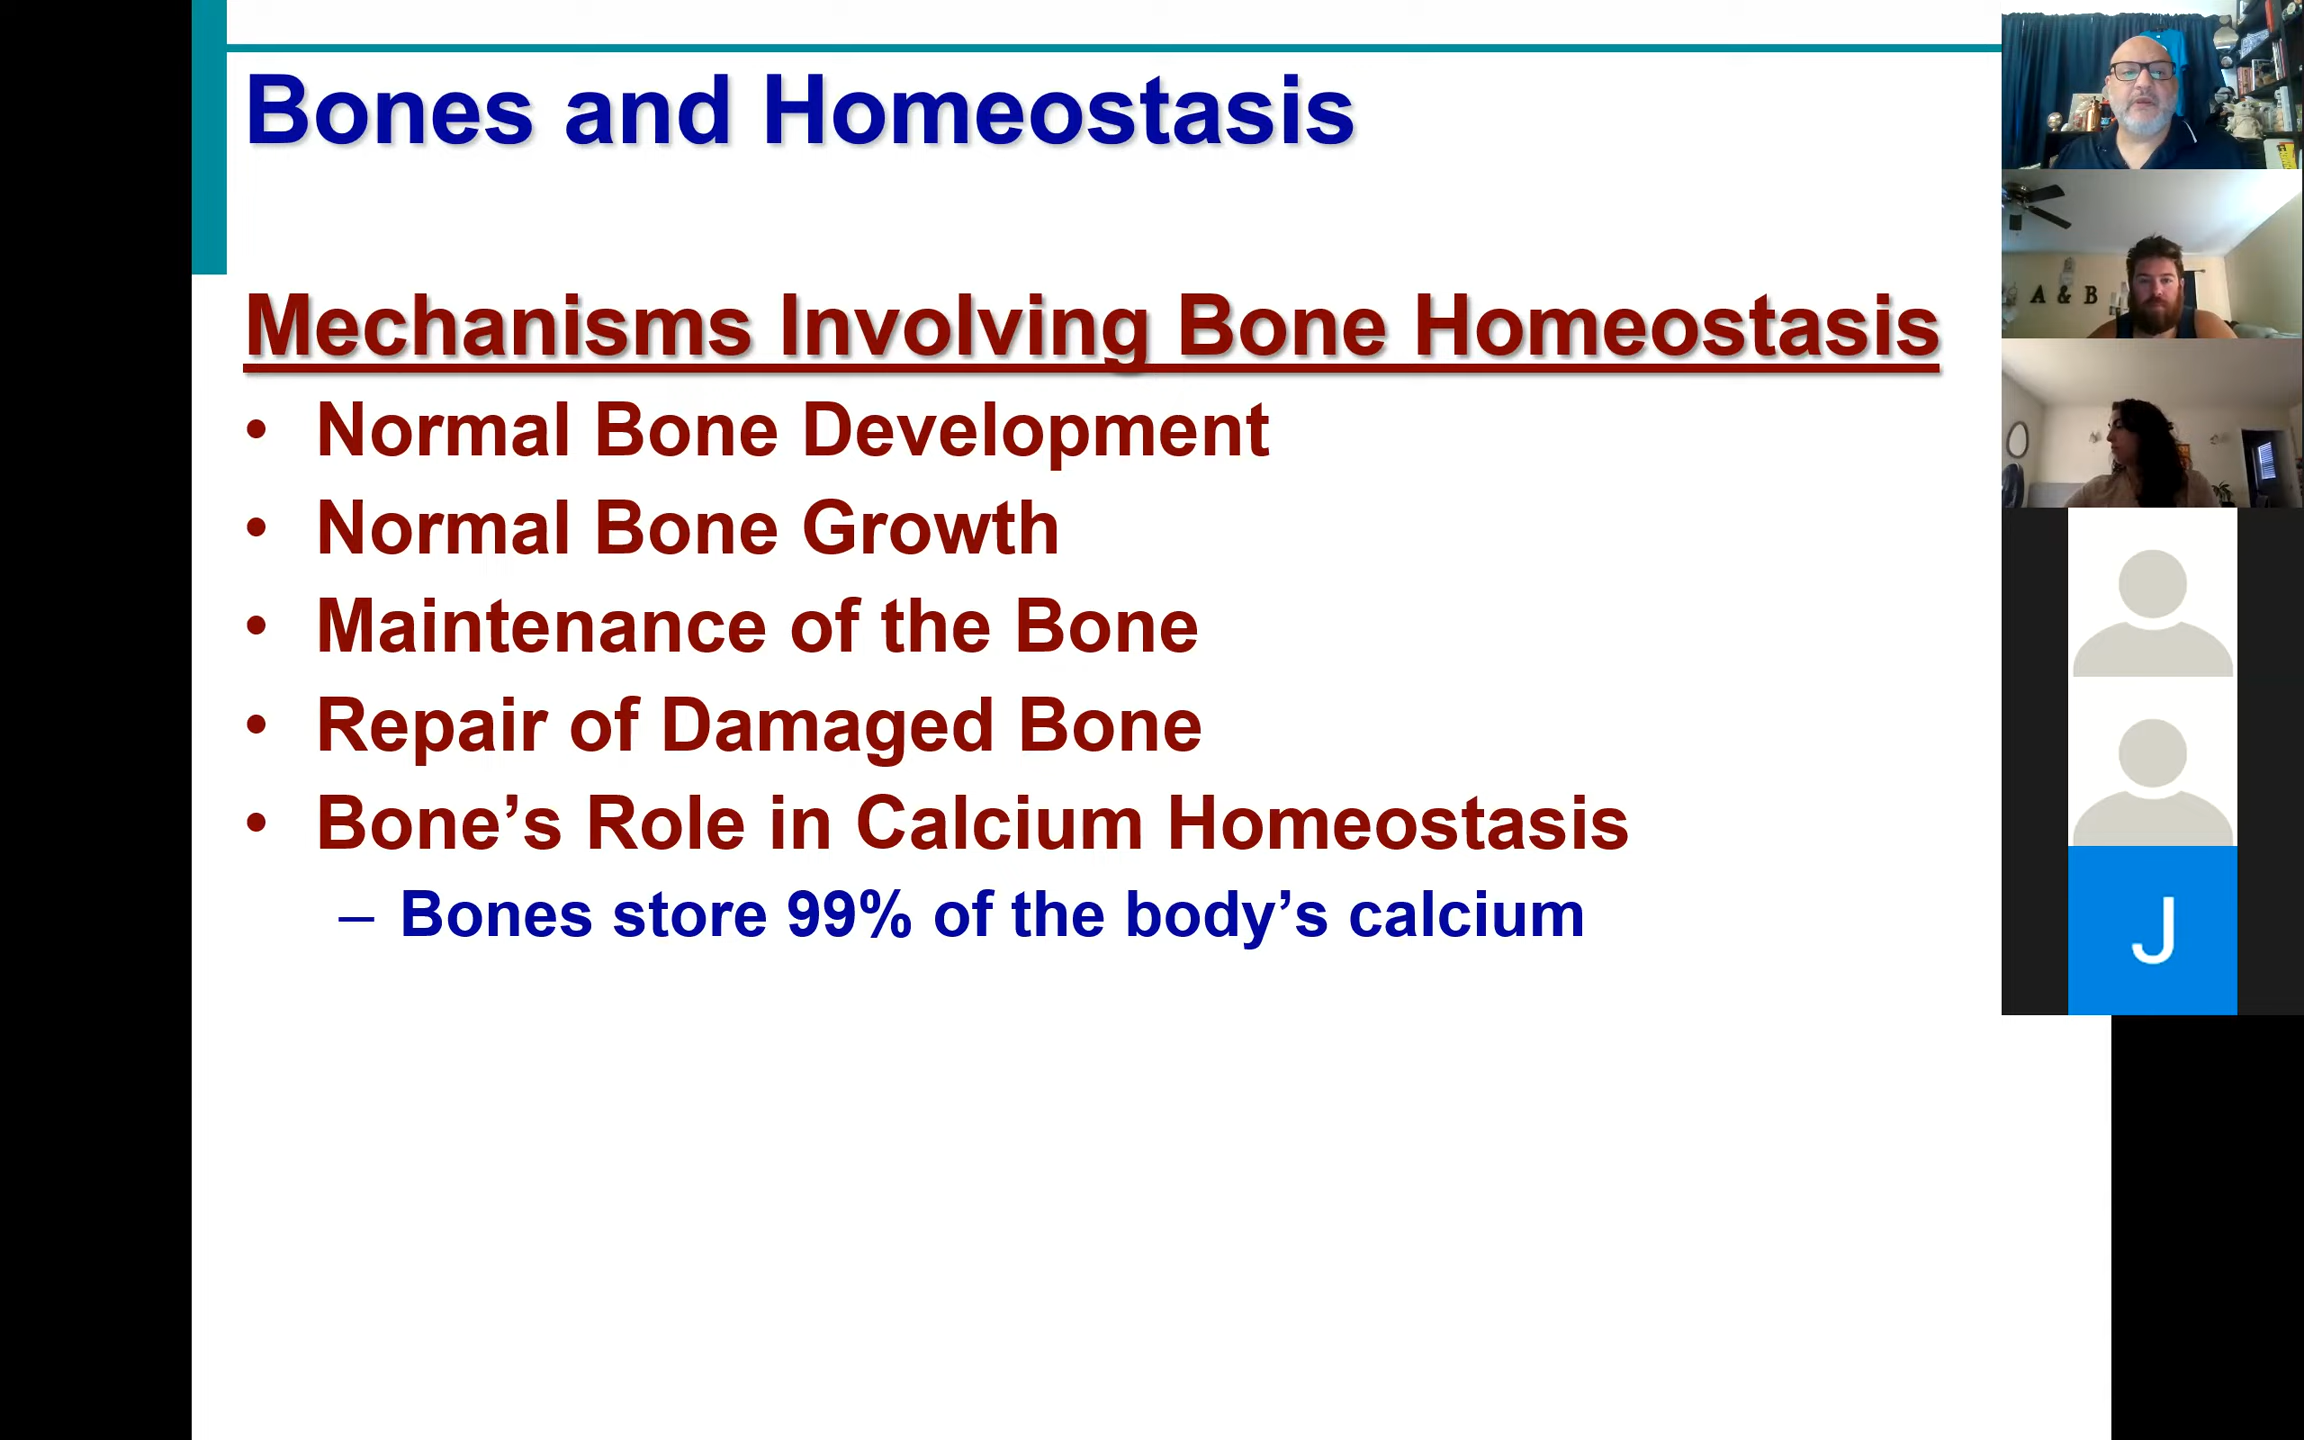 Bones and Homeostasis
Mechanisms Involving Bone Homeostasis
• Normal Bone Development
• Normal Bone Growth
• Maintenance of the Bone
• Repair of Damaged Bone
• Bone’s Role in Calcium Homeostasis
– Bones store 99% of the body’s calcium
A & B
J